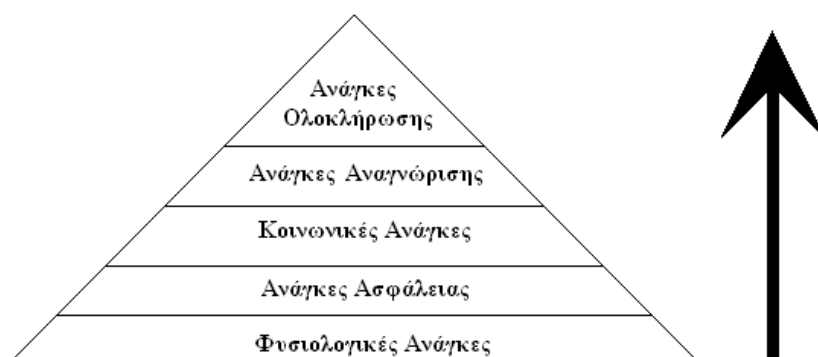 Ανάγκες
Ολοκλήρωσης
Ανάγκες Αναγνώρισης
Κοινωνικές Ανάγκες
Ανάγκες Ασφάλειας
Φυσιολογικές Ανάγκες